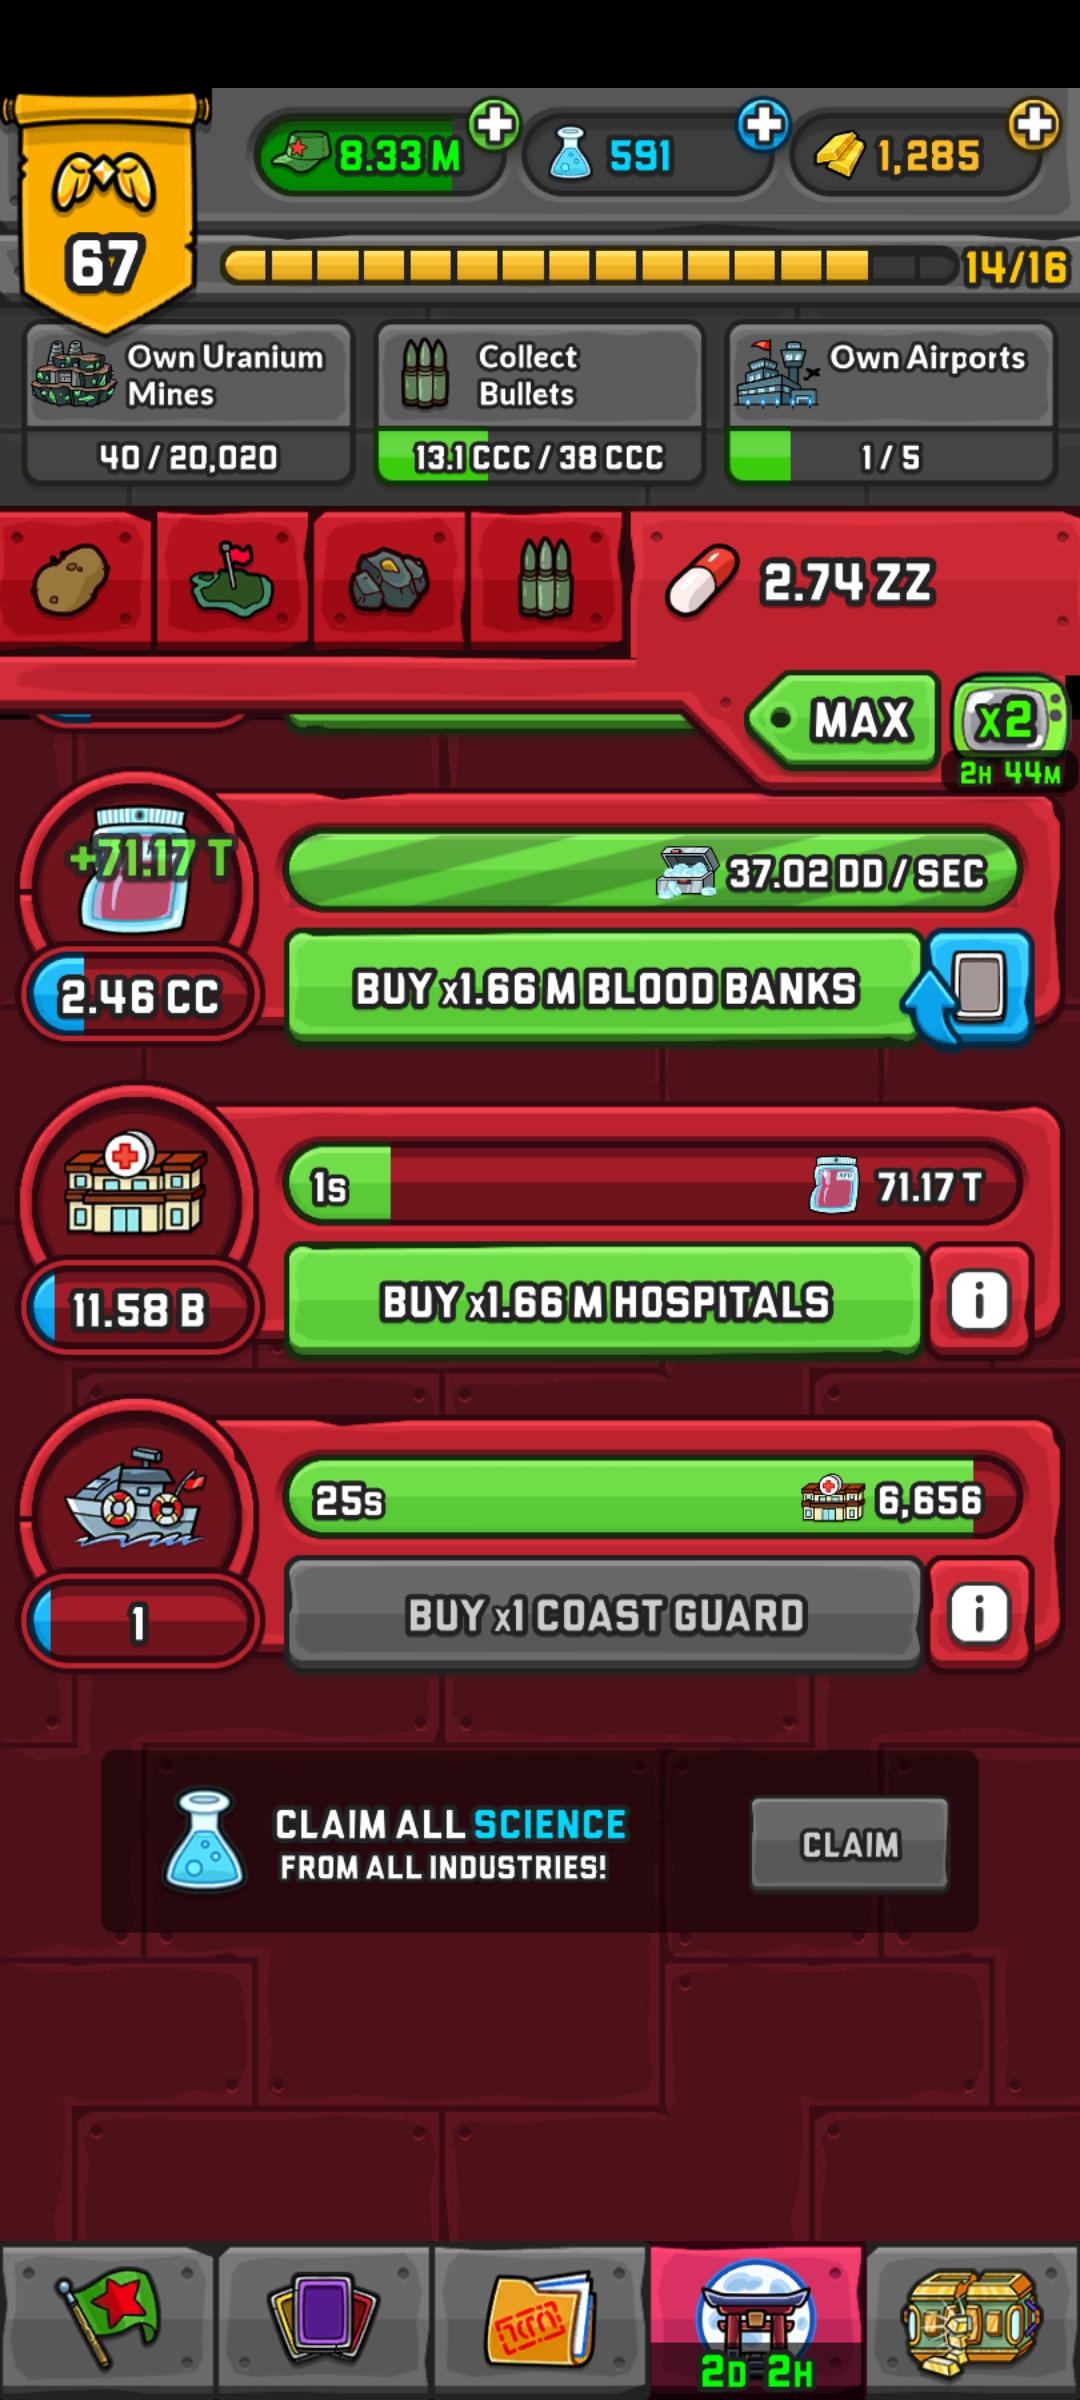 67
8.33 M
591
1,285
14/16
Own Uranium
Mines
40 / 20,020
Collect
Bullets
13.1 CCC / 38 CCC
Own Airports
1 / 5
2.74 ZZ
MAX
x2
2H 44M
+71.17 T
37.02 DD / SEC
2.46 CC
BUY x1.66 M BLOOD BANKS
1s
71.17 T
11.58 B
BUY x1.66 M HOSPITALS
i
25s
6,656
1
BUY x1 COAST GUARD
i
CLAIM ALL SCIENCE
FROM ALL INDUSTRIES!
CLAIM
2D 2H